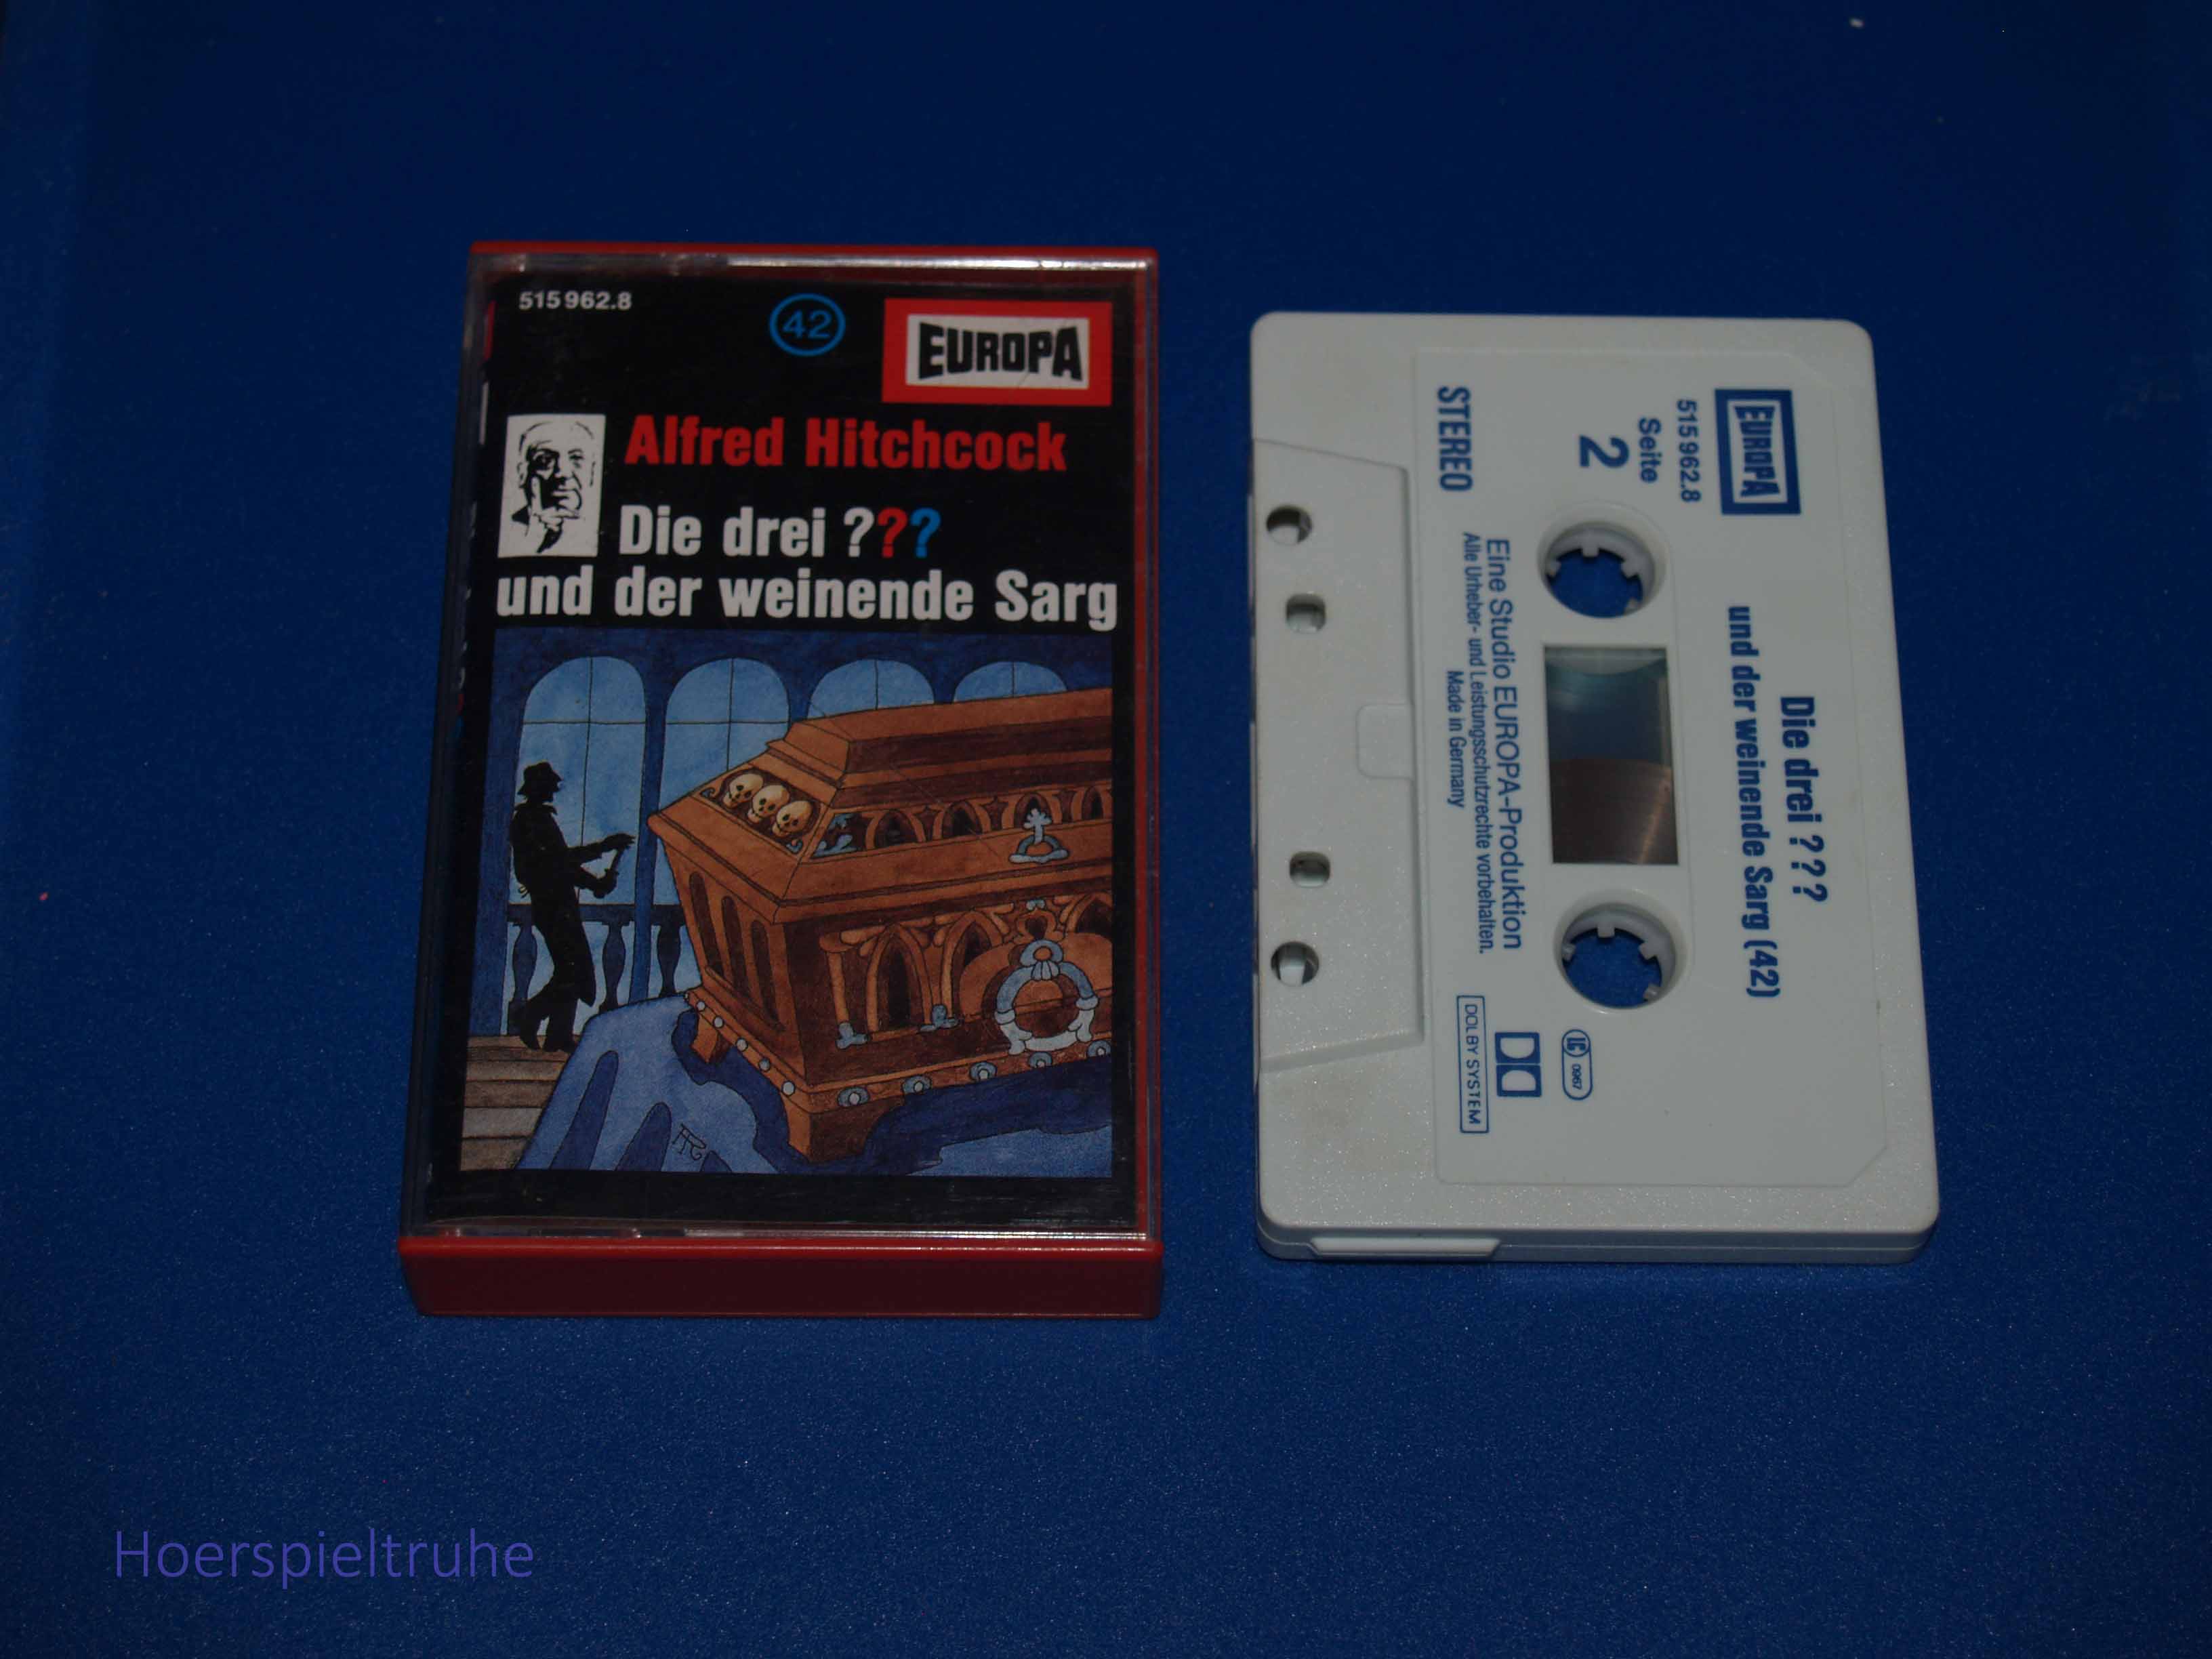 515 962.8
42
EUROPA
Alfred Hitchcock
Die drei ???
und der weinende Sarg
EUROPA
515 962.8
Seite
2
STEREO
Die drei ???
und der weinende Sarg (42)
Eine Studio EUROPA-Produktion
Alle Urheber- und Leistungsschutzrechte vorbehalten.
Made in Germany
LC 0967
DOLBY SYSTEM
Hoerspieltruhe